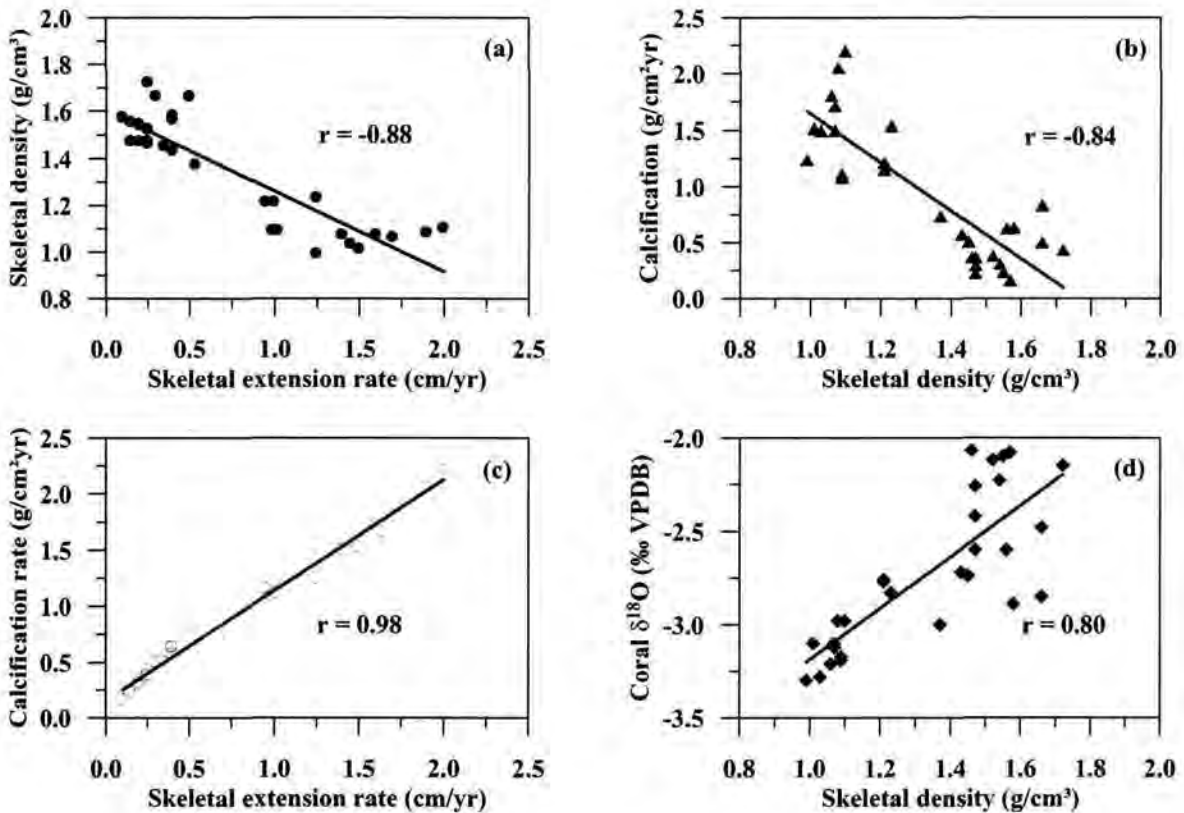 2.0
1.8
1.6
1.4
1.2
1.0
0.8
Skeletal density (g/cm³)
(a)
r = -0.88
0.0 0.5 1.0 1.5 2.0 2.5
Skeletal extension rate (cm/yr)
2.5
2.0
1.5
1.0
0.5
0.0
Calcification (g/cm²yr)
(b)
r = -0.84
0.8 1.0 1.2 1.4 1.6 1.8 2.0
Skeletal density (g/cm³)
2.5
2.0
1.5
1.0
0.5
0.0
Calcification rate (g/cm²yr)
(c)
r = 0.98
0.0 0.5 1.0 1.5 2.0 2.5
Skeletal extension rate (cm/yr)
-2.0
-2.5
-3.0
-3.5
Coral δ¹⁸O (‰ VPDB)
(d)
r = 0.80
0.8 1.0 1.2 1.4 1.6 1.8 2.0
Skeletal density (g/cm³)